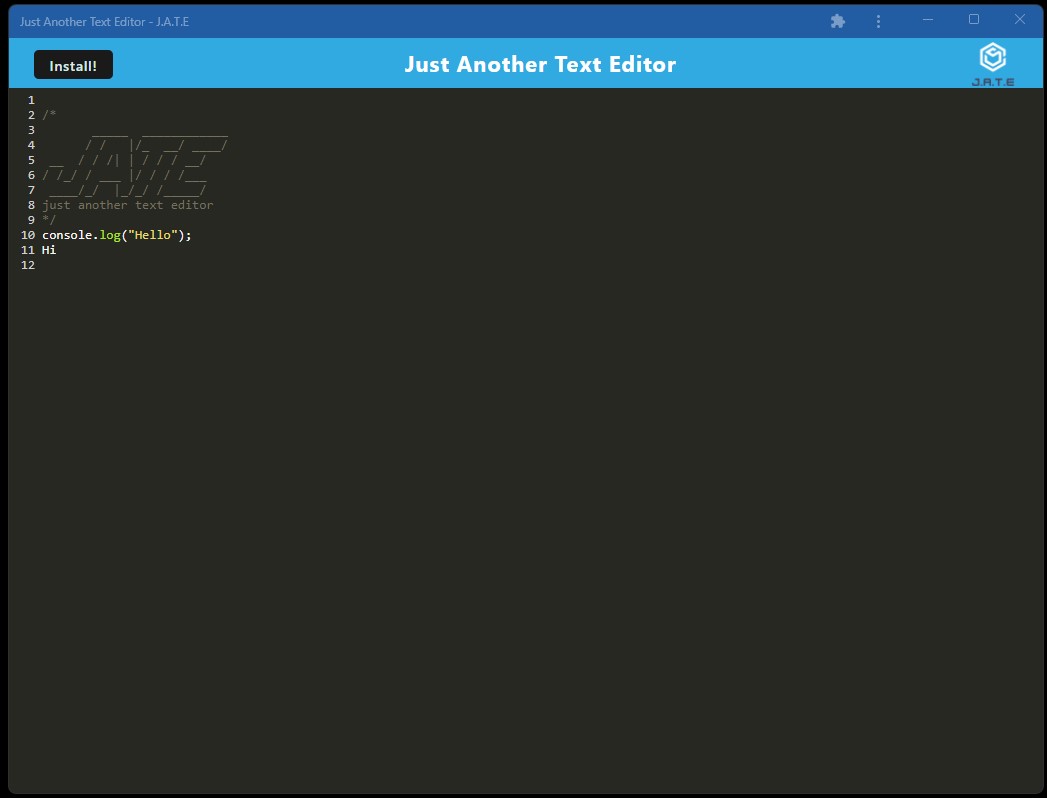 Just Another Text Editor - J.A.T.E
Install!
Just Another Text Editor
J.A.T.E
1
2 /*
3        _____  ____________
4       / /   |/_  __/ ____/
5  __  / / /| | / / / __/
6 / /_/ / ___ |/ / / /___
7  ____/_/  |_/_/ /_____/
8 just another text editor
9 */
10 console.log("Hello");
11 Hi
12